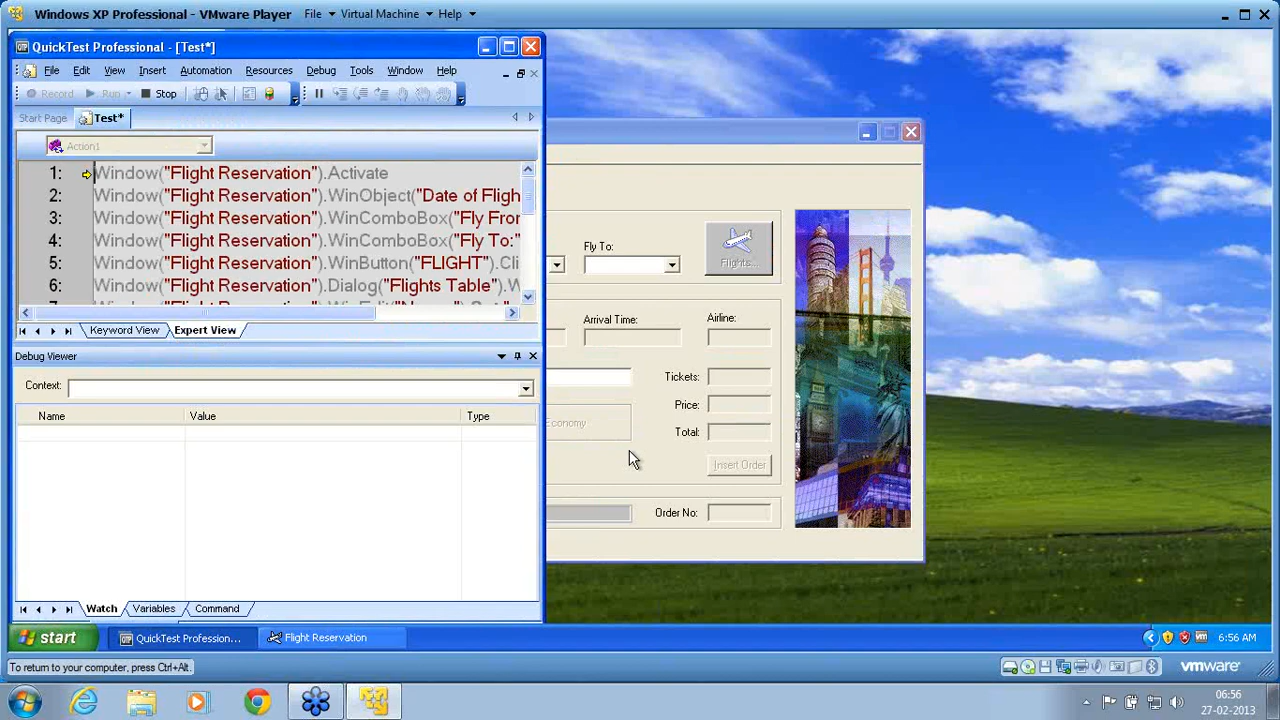 Windows XP Professional - VMware Player File Virtual Machine Help
QuickTest Professional - [Test*]
File Edit View Insert Automation Resources Debug Tools Window Help
Record Run Stop
Start Page Test*
Action1
1: Window("Flight Reservation").Activate
2: Window("Flight Reservation").WinObject("Date of Fligh
3: Window("Flight Reservation").WinComboBox("Fly From
4: Window("Flight Reservation").WinComboBox("Fly To:"
5: Window("Flight Reservation").WinButton("FLIGHT").Cli
6: Window("Flight Reservation").Dialog("Flights Table").W
Keyword View Expert View
Debug Viewer
Context:
Name Value Type
Watch Variables Command
Fly To:
Flights...
Arrival Time: Airline:
Tickets:
Price:
Economy
Total:
Insert Order
Order No:
start QuickTest Profession... Flight Reservation 6:56 AM
To return to your computer, press Ctrl+Alt. vmware
06:56
27-02-2013